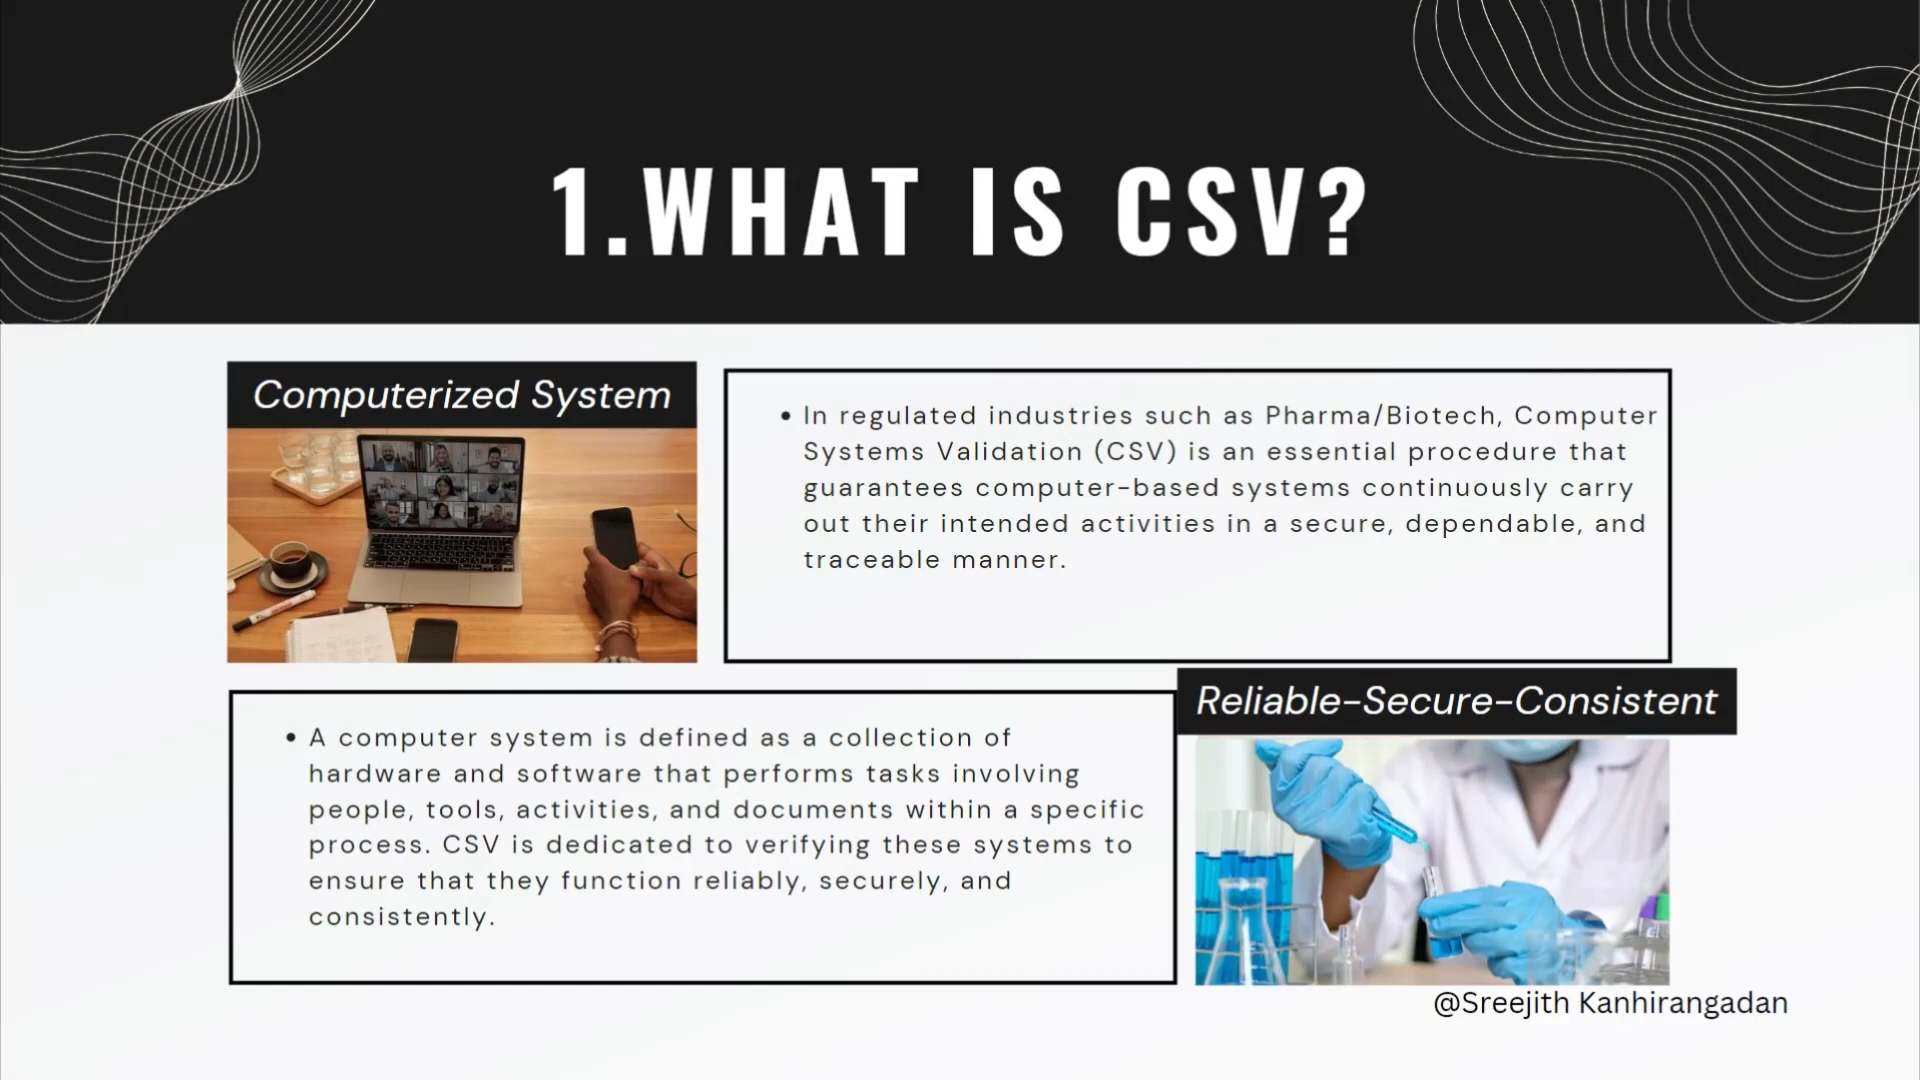 1.WHAT IS CSV?
Computerized System
• In regulated industries such as Pharma/Biotech, Computer
Systems Validation (CSV) is an essential procedure that
guarantees computer-based systems continuously carry
out their intended activities in a secure, dependable, and
traceable manner.
Reliable-Secure-Consistent
• A computer system is defined as a collection of
hardware and software that performs tasks involving
people, tools, activities, and documents within a specific
process. CSV is dedicated to verifying these systems to
ensure that they function reliably, securely, and
consistently.
@Sreejith Kanhirangadan